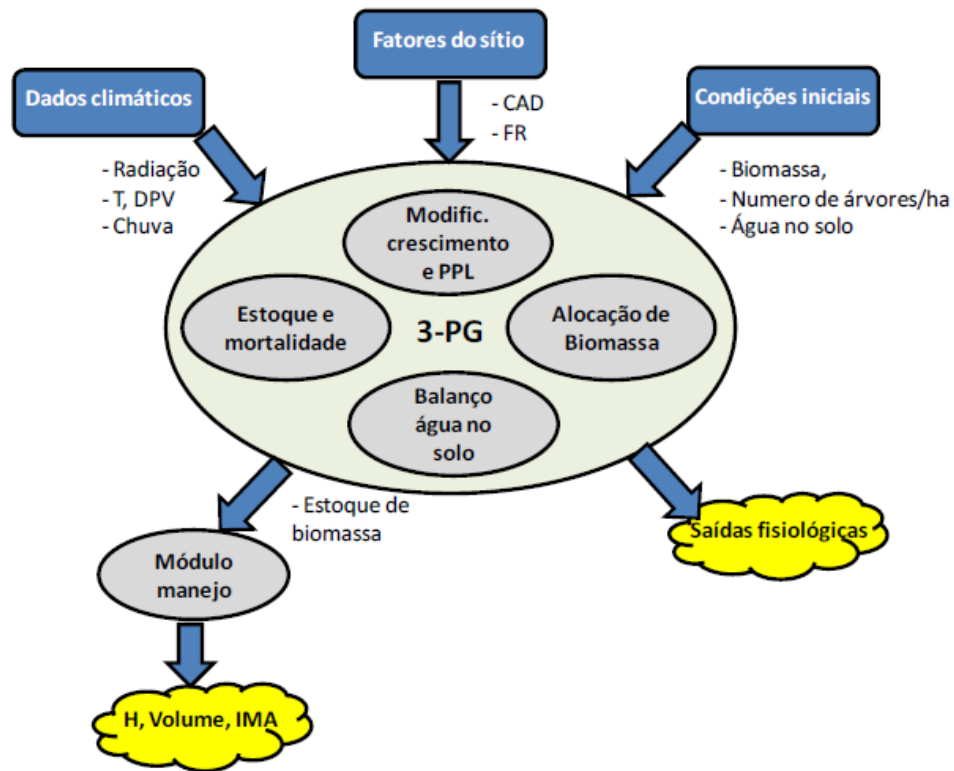 Fatores do sítio
Dados climáticos
Condições iniciais
- CAD
- FR
- Radiação
- T, DPV
- Chuva
- Biomassa,
- Numero de árvores/ha
- Água no solo
Modific.
crescimento
e PPL
Estoque e
mortalidade
3-PG
Alocação de
Biomassa
Balanço
água no
solo
- Estoque de
biomassa
Saídas fisiológicas
Módulo
manejo
H, Volume, IMA